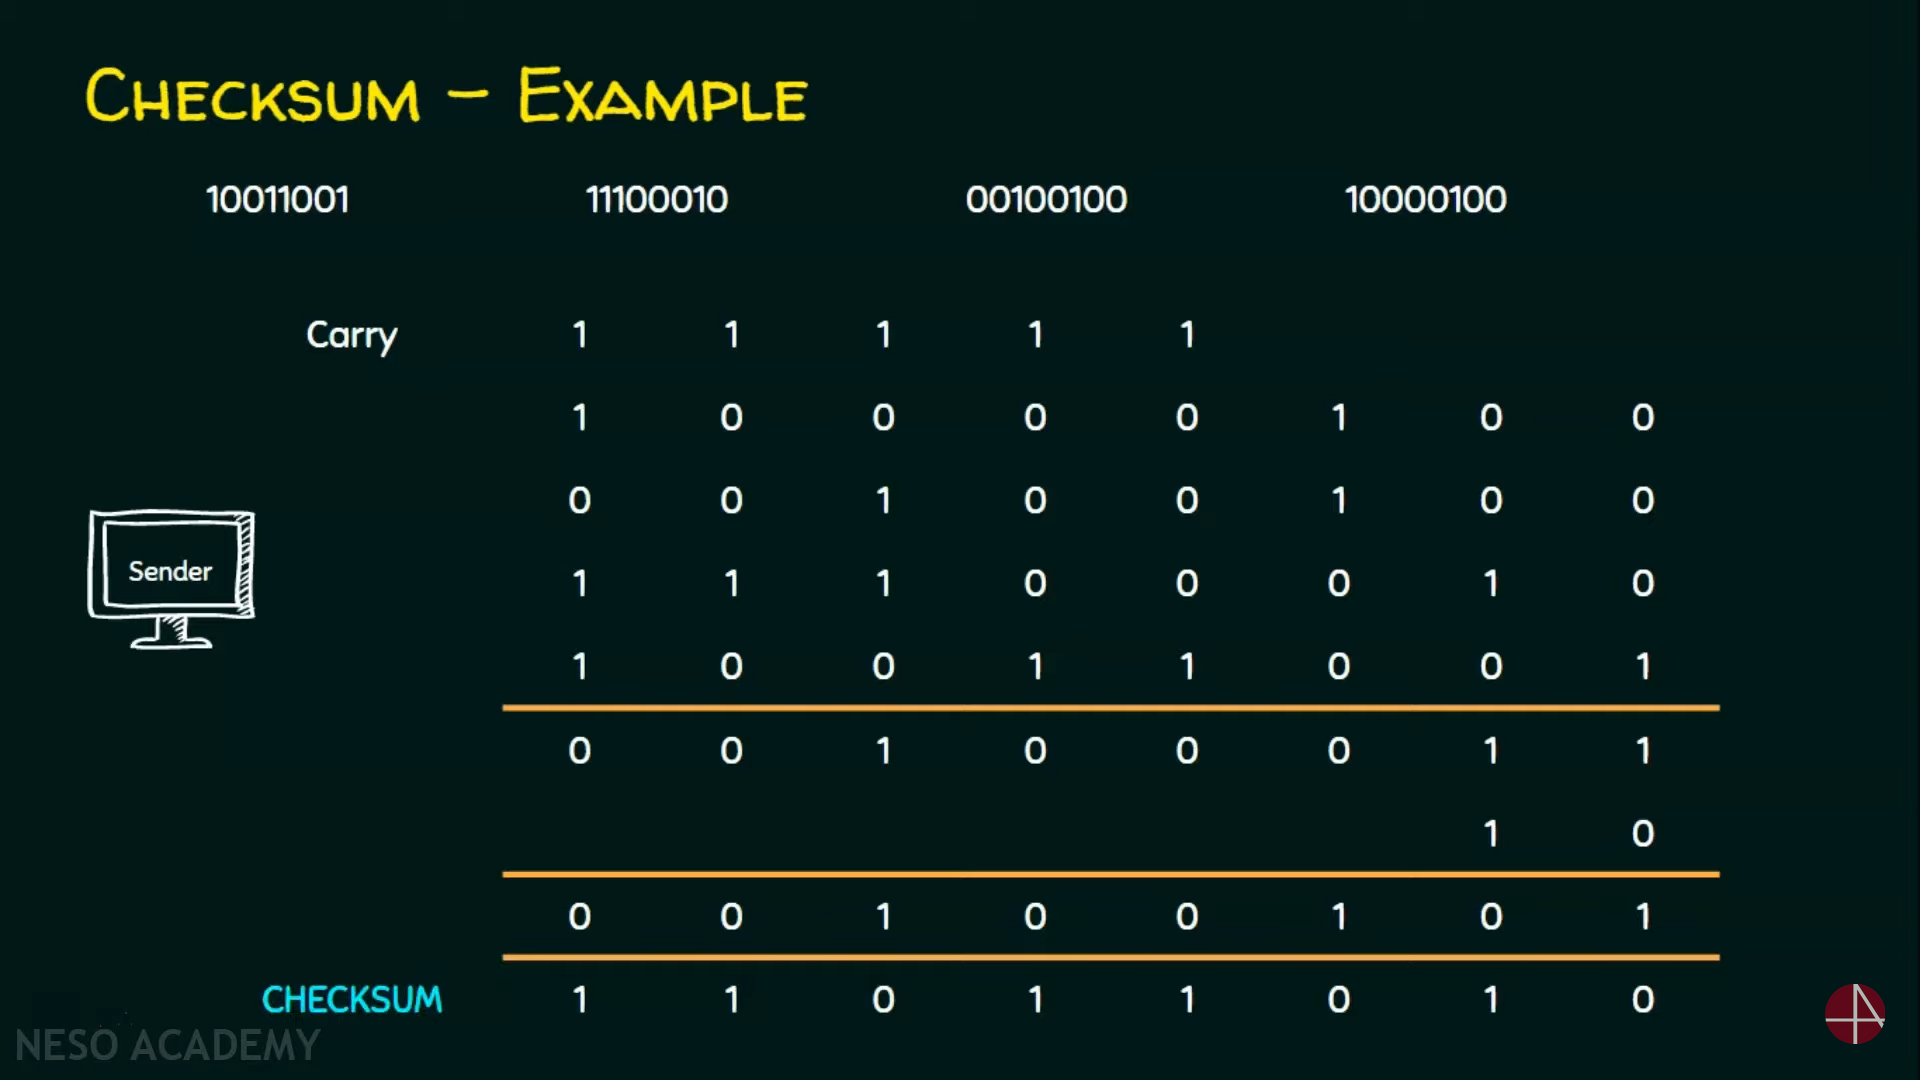 CHECKSUM – EXAMPLE
10011001 11100010 00100100 10000100
Carry 1 1 1 1 1
1 0 0 0 0 1 0 0
0 0 1 0 0 1 0 0
Sender
1 1 1 0 0 0 1 0
1 0 0 1 1 0 0 1
0 0 1 0 0 0 1 1
1 0
0 0 1 0 0 1 0 1
CHECKSUM 1 1 0 1 1 0 1 0
NESO ACADEMY